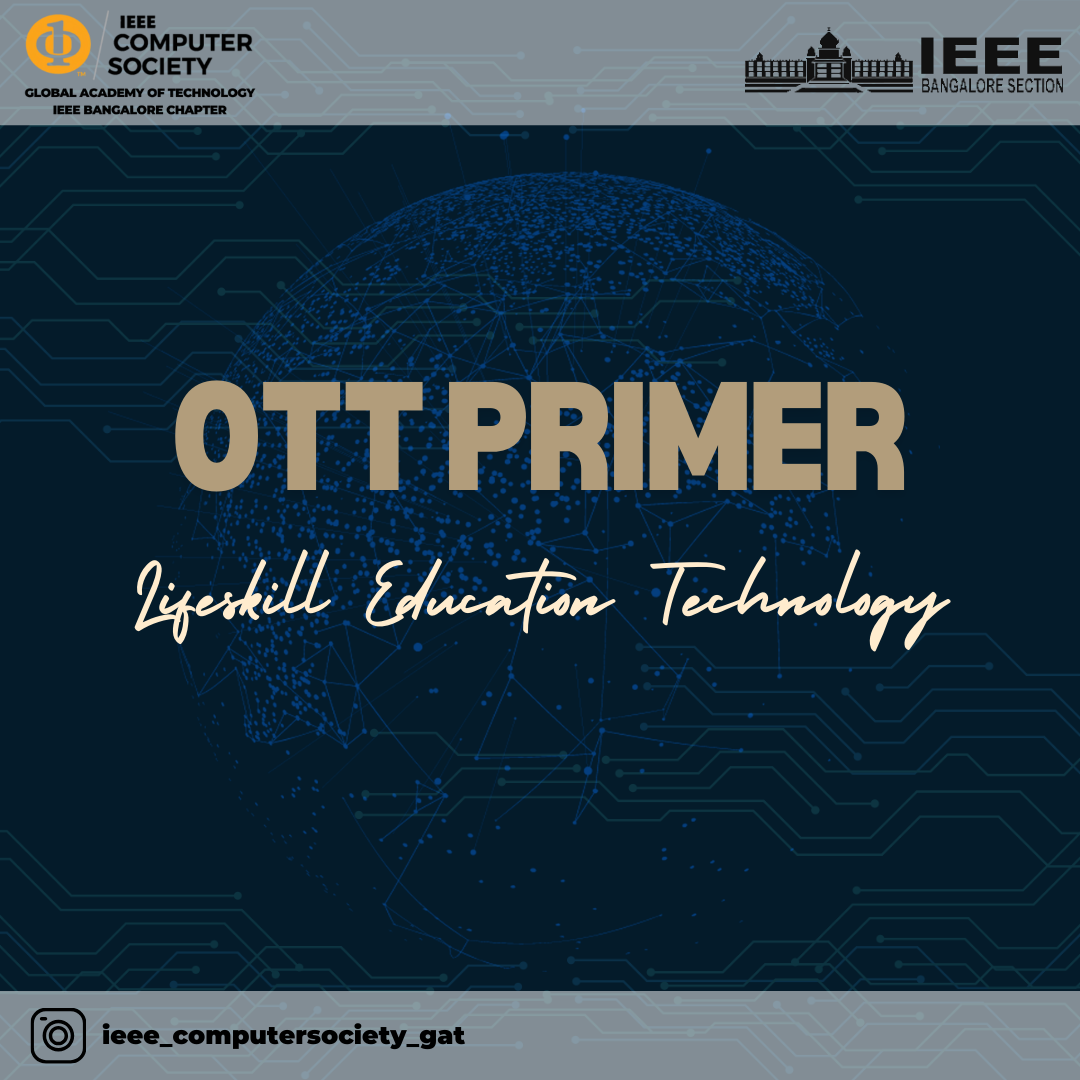 IEEE
COMPUTER
SOCIETY
TM
GLOBAL ACADEMY OF TECHNOLOGY
IEEE BANGALORE CHAPTER
IEEE
BANGALORE SECTION
OTT PRIMER
Lifeskill Education Technology
ieee_computersociety_gat